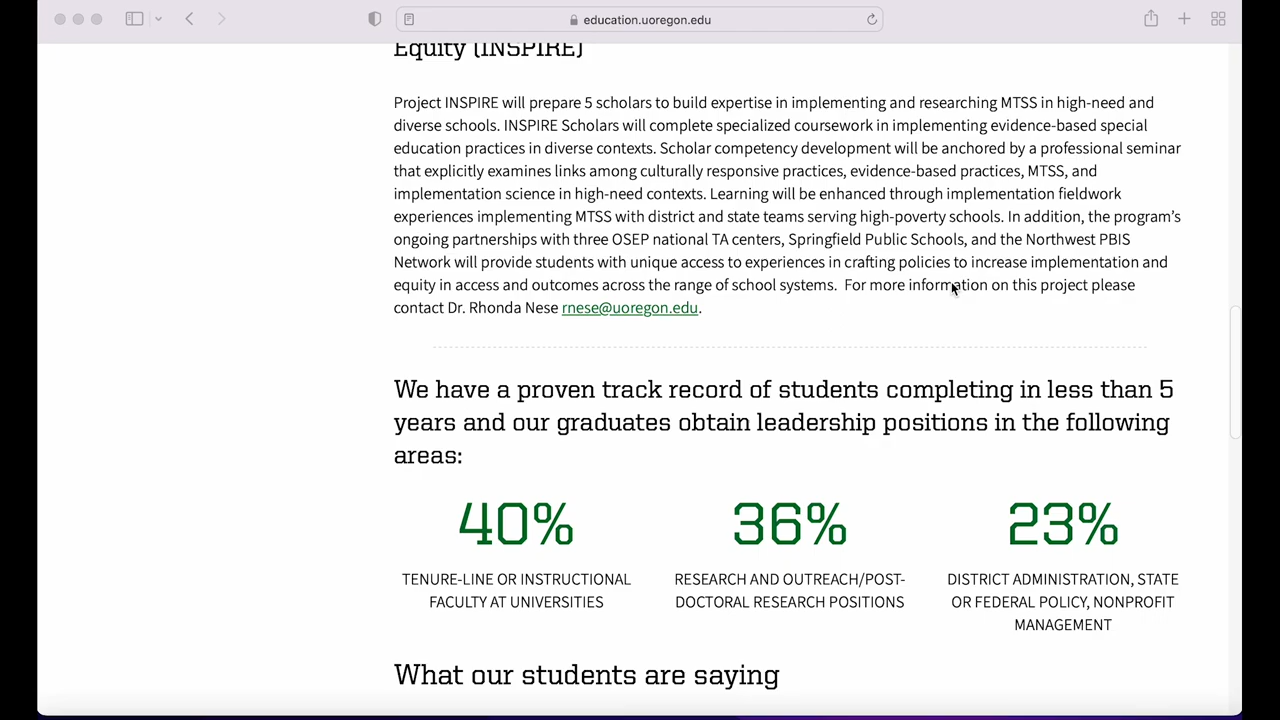 education.uoregon.edu
Equity (INSPIRE)
Project INSPIRE will prepare 5 scholars to build expertise in implementing and researching MTSS in high-need and
diverse schools. INSPIRE Scholars will complete specialized coursework in implementing evidence-based special
education practices in diverse contexts. Scholar competency development will be anchored by a professional seminar
that explicitly examines links among culturally responsive practices, evidence-based practices, MTSS, and
implementation science in high-need contexts. Learning will be enhanced through implementation fieldwork
experiences implementing MTSS with district and state teams serving high-poverty schools. In addition, the program’s
ongoing partnerships with three OSEP national TA centers, Springfield Public Schools, and the Northwest PBIS
Network will provide students with unique access to experiences in crafting policies to increase implementation and
equity in access and outcomes across the range of school systems.  For more information on this project please
contact Dr. Rhonda Nese rnese@uoregon.edu.
We have a proven track record of students completing in less than 5
years and our graduates obtain leadership positions in the following
areas:
40%
TENURE-LINE OR INSTRUCTIONAL
FACULTY AT UNIVERSITIES
36%
RESEARCH AND OUTREACH/POST-
DOCTORAL RESEARCH POSITIONS
23%
DISTRICT ADMINISTRATION, STATE
OR FEDERAL POLICY, NONPROFIT
MANAGEMENT
What our students are saying